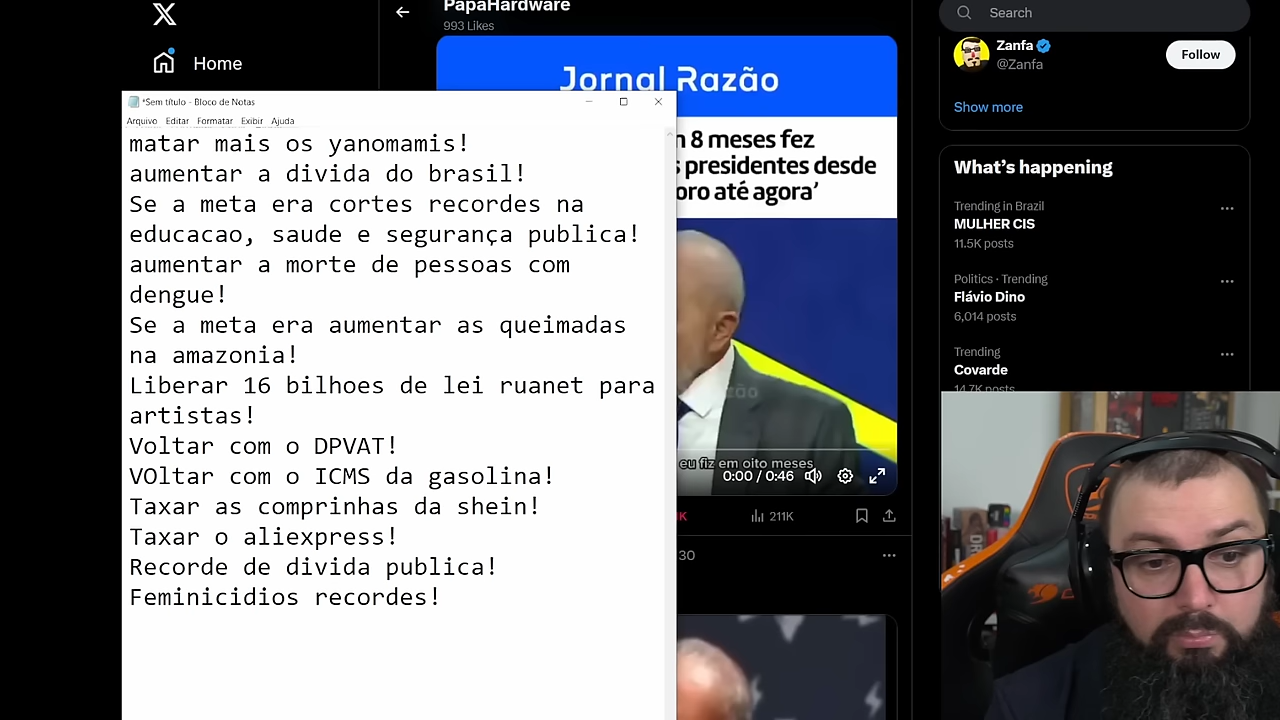 PapaHardware
993 Likes
Home
Jornal Razão
8 meses fez
presidentes desde
oro até agora’
eu fiz em oito meses
0:00 / 0:46
211K
30
*Sem título - Bloco de Notas
Arquivo Editar Formatar Exibir Ajuda
matar mais os yanomamis!
aumentar a divida do brasil!
Se a meta era cortes recordes na
educacao, saude e segurança publica!
aumentar a morte de pessoas com
dengue!
Se a meta era aumentar as queimadas
na amazonia!
Liberar 16 bilhoes de lei ruanet para
artistas!
Voltar com o DPVAT!
VOltar com o ICMS da gasolina!
Taxar as comprinhas da shein!
Taxar o aliexpress!
Recorde de divida publica!
Feminicidios recordes!
Search
Zanfa
@Zanfa
Follow
Show more
What’s happening
Trending in Brazil
MULHER CIS
11.5K posts
Politics · Trending
Flávio Dino
6,014 posts
Trending
Covarde
14.7K posts